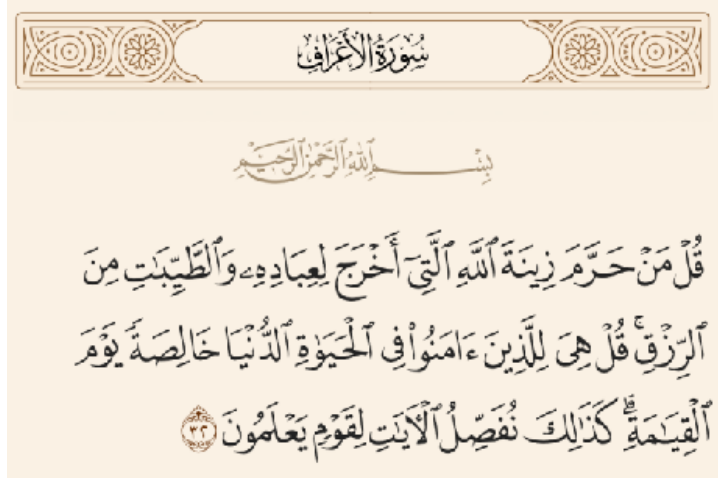 سُورَةُ الأَعۡرَافِ
بِسۡمِ ٱللَّهِ ٱلرَّحۡمَٰنِ ٱلرَّحِيمِ
قُلۡ مَنۡ حَرَّمَ زِينَةَ ٱللَّهِ ٱلَّتِيٓ أَخۡرَجَ لِعِبَادِهِۦ وَٱلطَّيِّبَٰتِ مِنَ
ٱلرِّزۡقِۚ قُلۡ هِيَ لِلَّذِينَ ءَامَنُواْ فِي ٱلۡحَيَوٰةِ ٱلدُّنۡيَا خَالِصَةٗ يَوۡمَ
ٱلۡقِيَٰمَةِۗ كَذَٰلِكَ نُفَصِّلُ ٱلۡأٓيَٰتِ لِقَوۡمٖ يَعۡلَمُونَ ٣٢